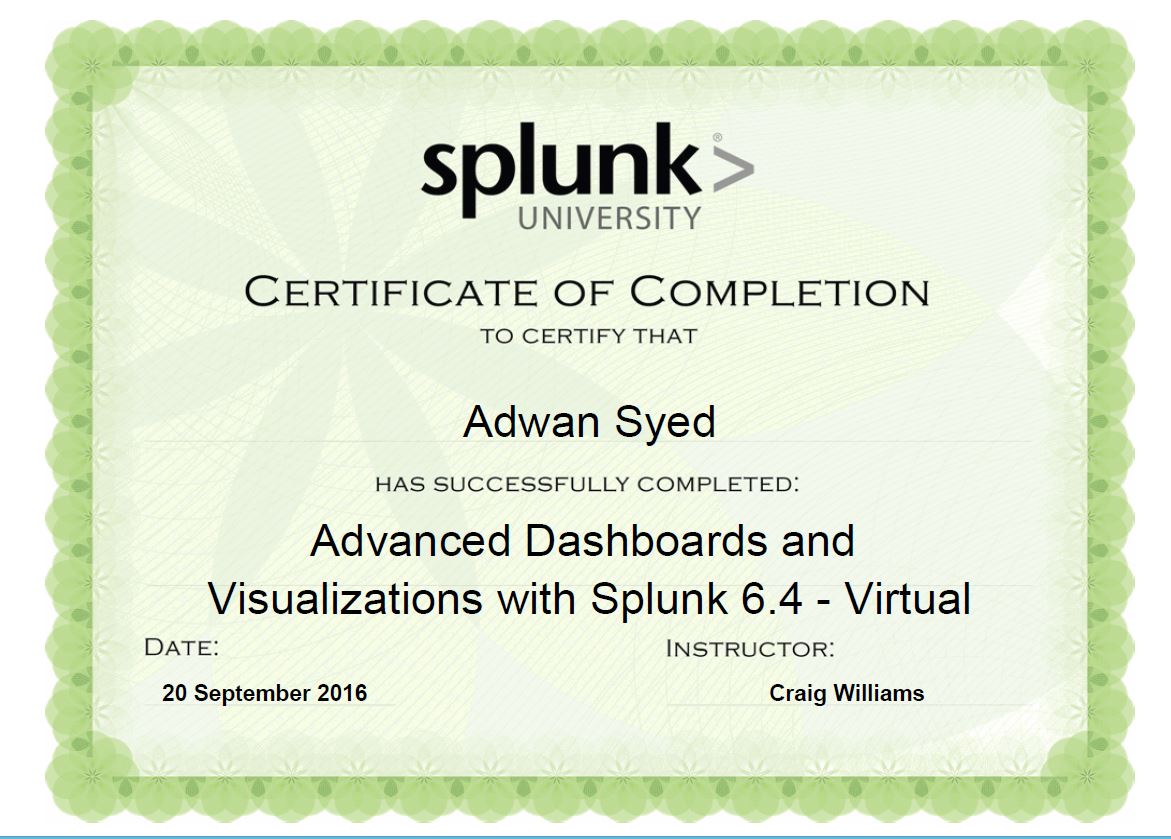 splunk>®
UNIVERSITY
CERTIFICATE OF COMPLETION
TO CERTIFY THAT
Adwan Syed
HAS SUCCESSFULLY COMPLETED:
Advanced Dashboards and
Visualizations with Splunk 6.4 - Virtual
DATE: INSTRUCTOR:
20 September 2016 Craig Williams